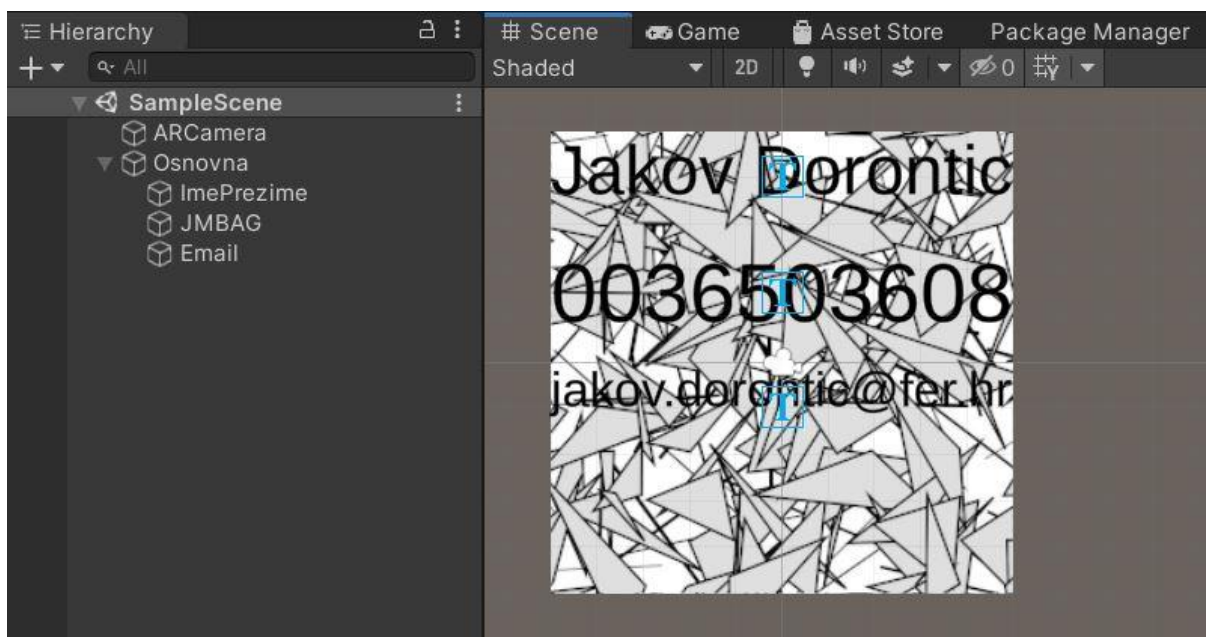 Hierarchy
All
SampleScene
ARCamera
Osnovna
ImePrezime
JMBAG
Email
Scene Game Asset Store Package Manager
Shaded 2D 0
Jakov Dorontic
0036503608
jakov.dorontic@fer.hr